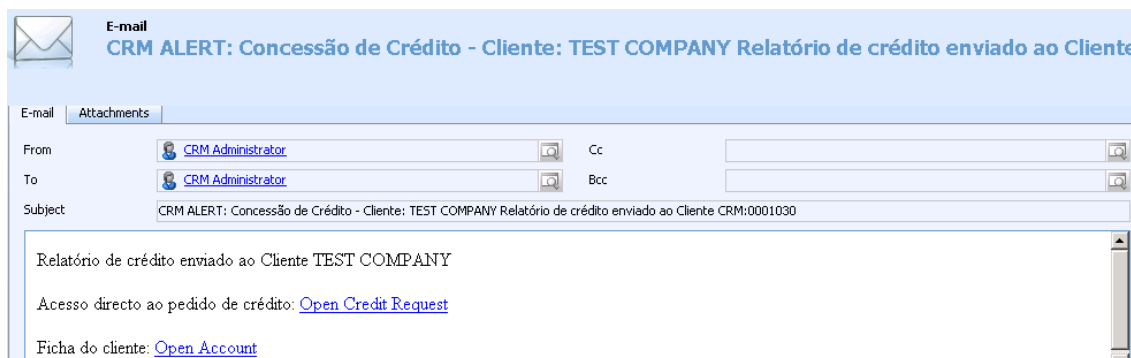 E-mail
CRM ALERT: Concessão de Crédito - Cliente: TEST COMPANY Relatório de crédito enviado ao Cliente
E-mail Attachments
From CRM Administrator Cc
To CRM Administrator Bcc
Subject CRM ALERT: Concessão de Crédito - Cliente: TEST COMPANY Relatório de crédito enviado ao Cliente CRM:0001030
Relatório de crédito enviado ao Cliente TEST COMPANY
Acesso directo ao pedido de crédito: Open Credit Request
Ficha do cliente: Open Account